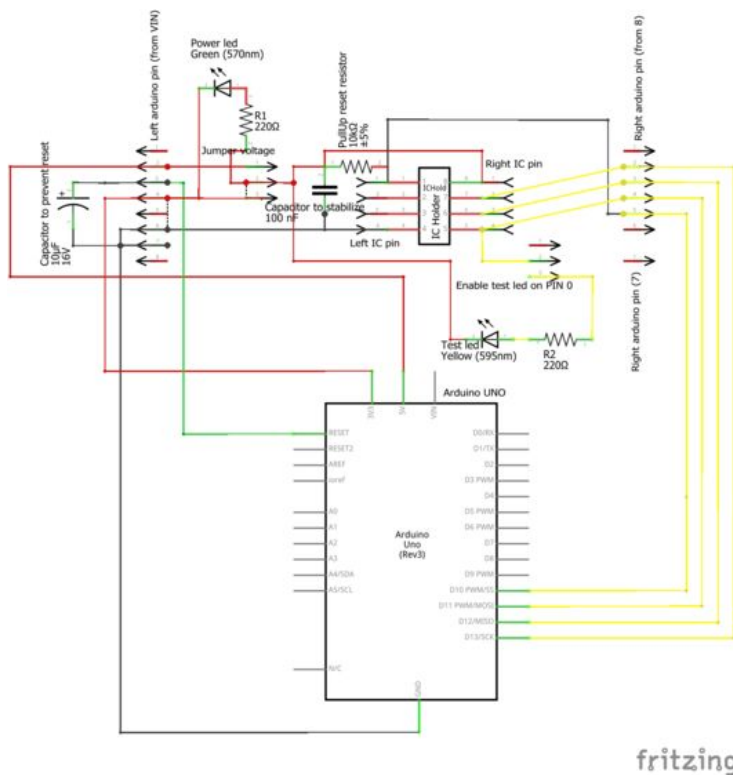 Left arduino pin (from VIN)
Power led
Green (570nm)
R1
220Ω
Jumper voltage
PullUp reset resistor
10kΩ
±5%
Right arduino pin (from 8)
Capacitor to prevent reset
10µF
16V
Capacitor to stabilize
100 nF
ICHold
IC Holder
Right IC pin
Left IC pin
Enable test led on PIN 0
Right arduino pin (7)
Test led
Yellow (595nm)
R2
220Ω
Arduino UNO
3V3
5V
VIN
RESET
RESET2
AREF
ioref
A0
A1
A2
A3
A4/SDA
A5/SCL
N/C
Arduino
Uno
(Rev3)
D0/RX
D1/TX
D2
D3 PWM
D4
D5 PWM
D6 PWM
D7
D8
D9 PWM
D10 PWM/SS
D11 PWM/MOSI
D12/MISO
D13/SCK
GND
fritzing